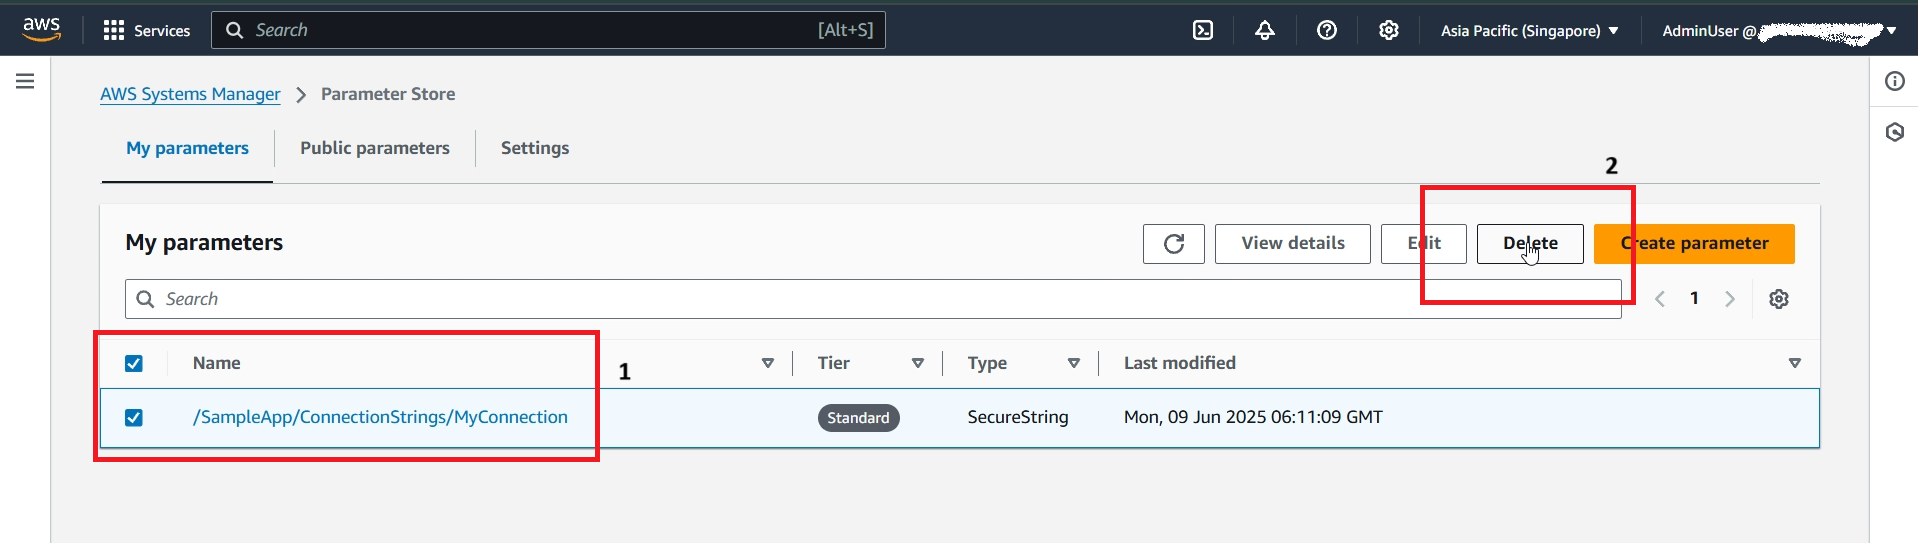 aws Services Search [Alt+S] Asia Pacific (Singapore) AdminUser @
AWS Systems Manager > Parameter Store
My parameters Public parameters Settings
2
My parameters View details Edit Delete Create parameter
Search 1
Name 1 Tier Type Last modified
/SampleApp/ConnectionStrings/MyConnection Standard SecureString Mon, 09 Jun 2025 06:11:09 GMT